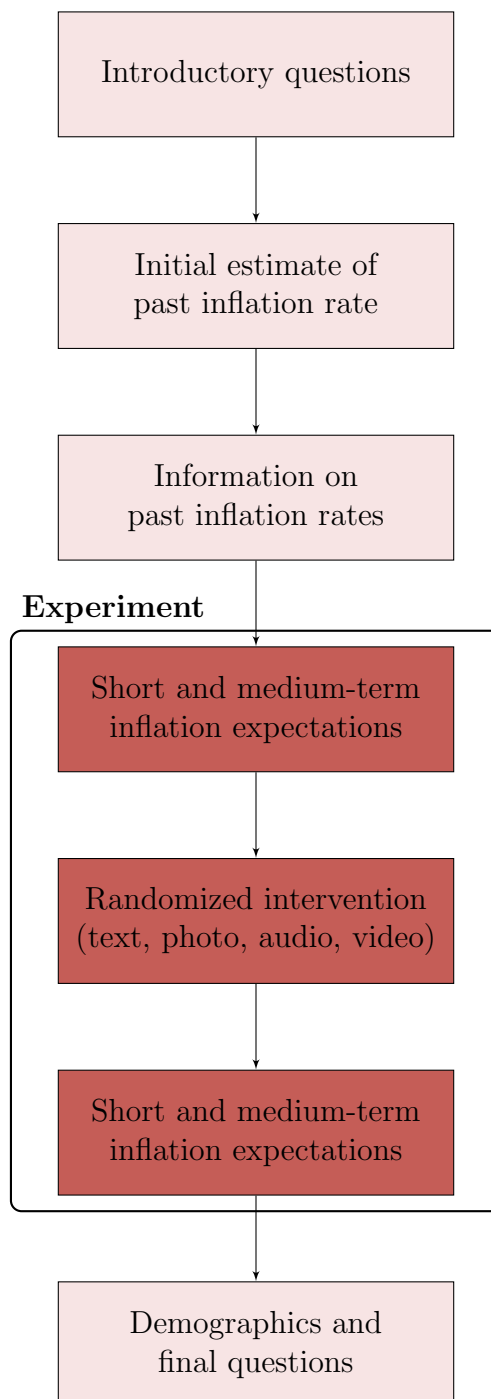 Introductory questions
Initial estimate of
past inflation rate
Information on
past inflation rates
Experiment
Short and medium-term
inflation expectations
Randomized intervention
(text, photo, audio, video)
Short and medium-term
inflation expectations
Demographics and
final questions